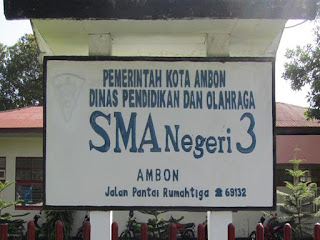 PEMERINTAH KOTA AMBON
DINAS PENDIDIKAN DAN OLAHRAGA
SMA Negeri 3
AMBON
Jalan Pantai Rumahtiga ☎ 69132